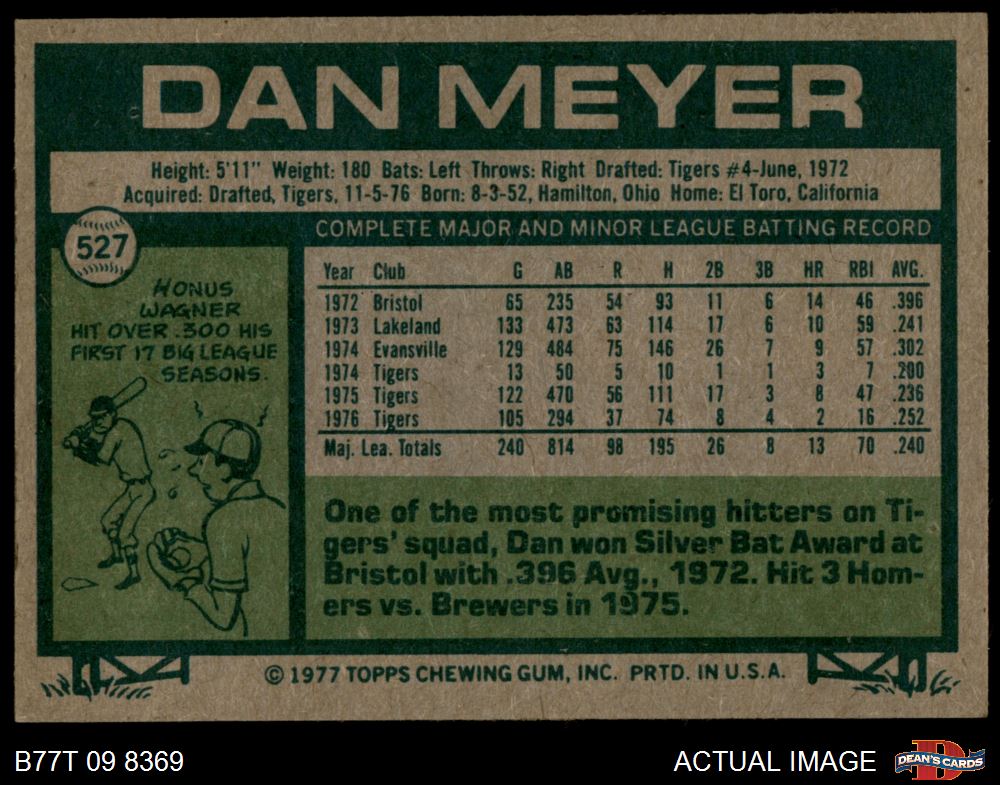 DAN MEYER
Height: 5'11" Weight: 180 Bats: Left Throws: Right Drafted: Tigers #4-June, 1972
Acquired: Drafted, Tigers, 11-5-76 Born: 8-3-52, Hamilton, Ohio Home: El Toro, California
527
HONUS
WAGNER
HIT OVER .300 HIS
FIRST 17 BIG LEAGUE
SEASONS.
COMPLETE MAJOR AND MINOR LEAGUE BATTING RECORD
Year Club G AB R H 2B 3B HR RBI AVG.
1972 Bristol 65 235 54 93 11 6 14 46 .396
1973 Lakeland 133 473 63 114 17 6 10 59 .241
1974 Evansville 129 484 75 146 26 7 9 57 .302
1974 Tigers 13 50 5 10 1 1 3 7 .200
1975 Tigers 122 470 56 111 17 3 8 47 .236
1976 Tigers 105 294 37 74 8 4 2 16 .252
Maj. Lea. Totals 240 814 98 195 26 8 13 70 .240
One of the most promising hitters on Ti-
gers' squad, Dan won Silver Bat Award at
Bristol with .396 Avg., 1972. Hit 3 Hom-
ers vs. Brewers in 1975.
© 1977 TOPPS CHEWING GUM, INC. PRTD. IN U.S.A.
B77T 09 8369 ACTUAL IMAGE
D
DEAN'S CARDS